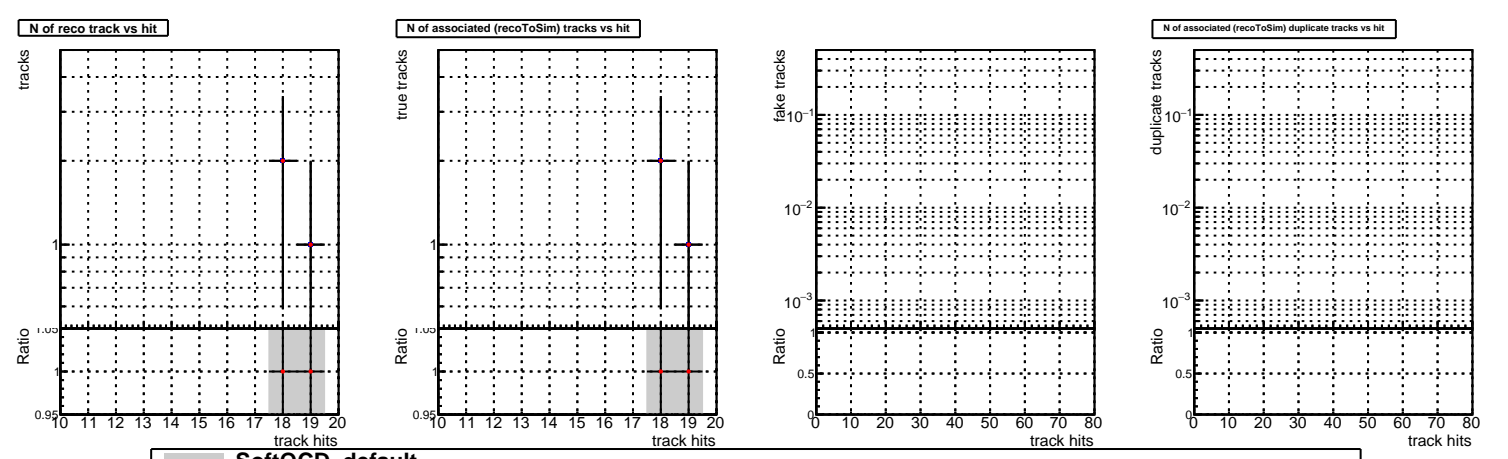 N of reco track vs hit
tracks
1
1.05
Ratio
1
0.95
10 11 12 13 14 15 16 17 18 19 20
track hits
N of associated (recoToSim) tracks vs hit
true tracks
1
1.05
Ratio
1
0.95
10 11 12 13 14 15 16 17 18 19 20
track hits
fake tracks
10⁻¹
10⁻²
10⁻³
Ratio
1
0.5
0
0 10 20 30 40 50 60 70 80
track hits
N of associated (recoToSim) duplicate tracks vs hit
duplicate tracks
10⁻¹
10⁻²
10⁻³
Ratio
1
0.5
0
0 10 20 30 40 50 60 70 80
track hits
SoftQCD_default